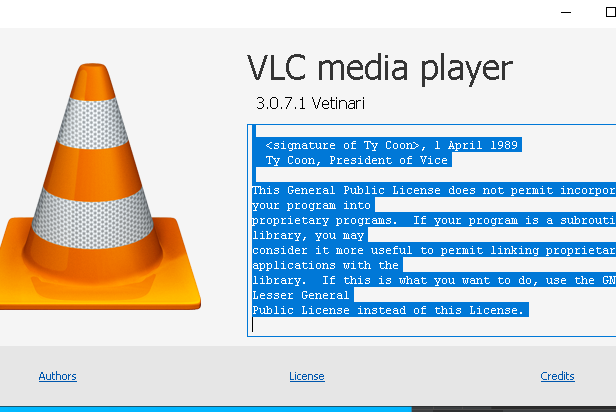 VLC media player
3.0.7.1 Vetinari
<signature of Ty Coon>, 1 April 1989
Ty Coon, President of Vice
This General Public License does not permit incorpor
your program into
proprietary programs.  If your program is a subrouti
library, you may
consider it more useful to permit linking proprietar
applications with the
library.  If this is what you want to do, use the GN
Lesser General
Public License instead of this License.
Authors License Credits